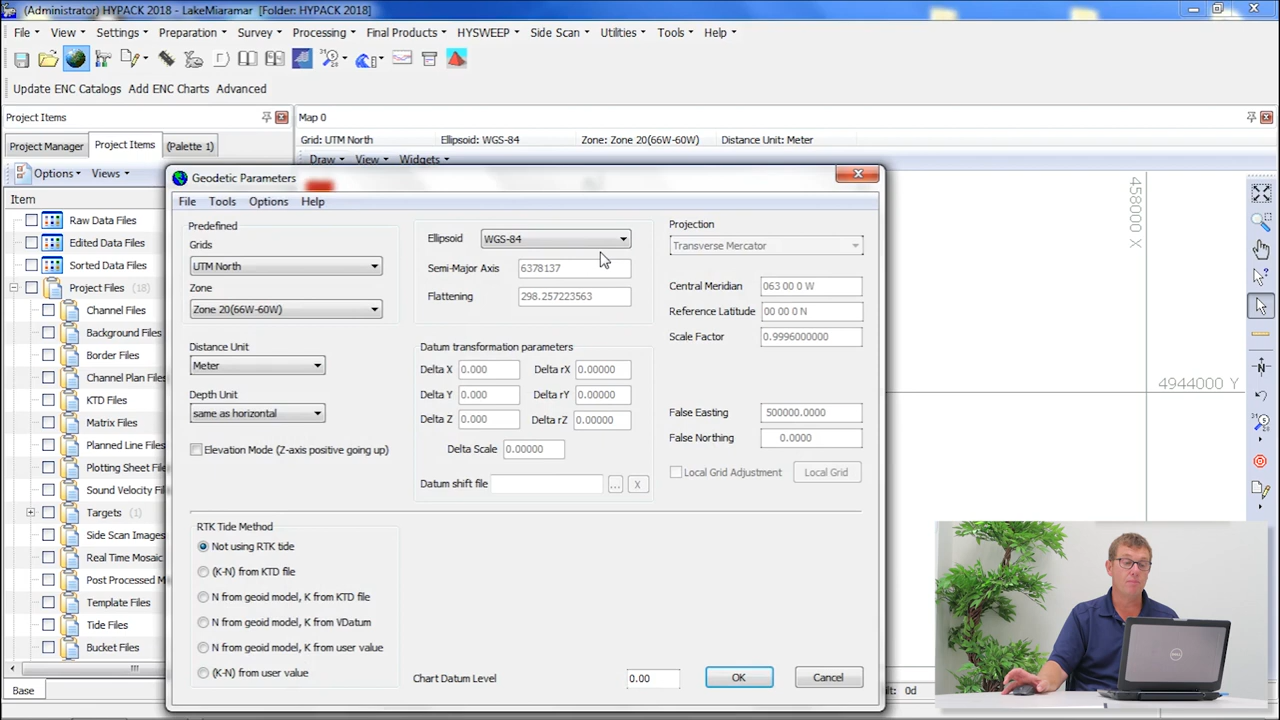 (Administrator) HYPACK 2018 - LakeMiaramar  [Folder: HYPACK 2018]
File View Settings Preparation Survey Processing Final Products HYSWEEP Side Scan Utilities Tools Help
Update ENC Catalogs Add ENC Charts Advanced
Project Items
Map 0
Project Manager Project Items (Palette 1)
Grid: UTM North Ellipsoid: WGS-84 Zone: Zone 20(66W-60W) Distance Unit: Meter
Options Views
Draw View Widgets
Item
Raw Data Files
Edited Data Files
Sorted Data Files
Project Files (18)
Channel Files
Background Files
Border Files
Channel Plan Files
KTD Files
Matrix Files
Planned Line Files
Plotting Sheet File
Sound Velocity File
Targets (1)
Side Scan Images
Real Time Mosaic
Post Processed M
Template Files
Tide Files
Bucket Files
Base
Geodetic Parameters
File Tools Options Help
Predefined
Grids
UTM North
Zone
Zone 20(66W-60W)
Distance Unit
Meter
Depth Unit
same as horizontal
Elevation Mode (Z-axis positive going up)
RTK Tide Method
Not using RTK tide
(K-N) from KTD file
N from geoid model, K from KTD file
N from geoid model, K from VDatum
N from geoid model, K from user value
(K-N) from user value
Ellipsoid WGS-84
Semi-Major Axis 6378137
Flattening 298.257223563
Datum transformation parameters
Delta X 0.000 Delta rX 0.00000
Delta Y 0.000 Delta rY 0.00000
Delta Z 0.000 Delta rZ 0.00000
Delta Scale 0.00000
Datum shift file ... X
Projection
Transverse Mercator
Central Meridian 063 00 0 W
Reference Latitude 00 00 0 N
Scale Factor 0.9996000000
False Easting 500000.0000
False Northing 0.0000
Local Grid Adjustment Local Grid
Chart Datum Level 0.00 OK Cancel
458000 X
4944000 Y
nit: 0d
DELL